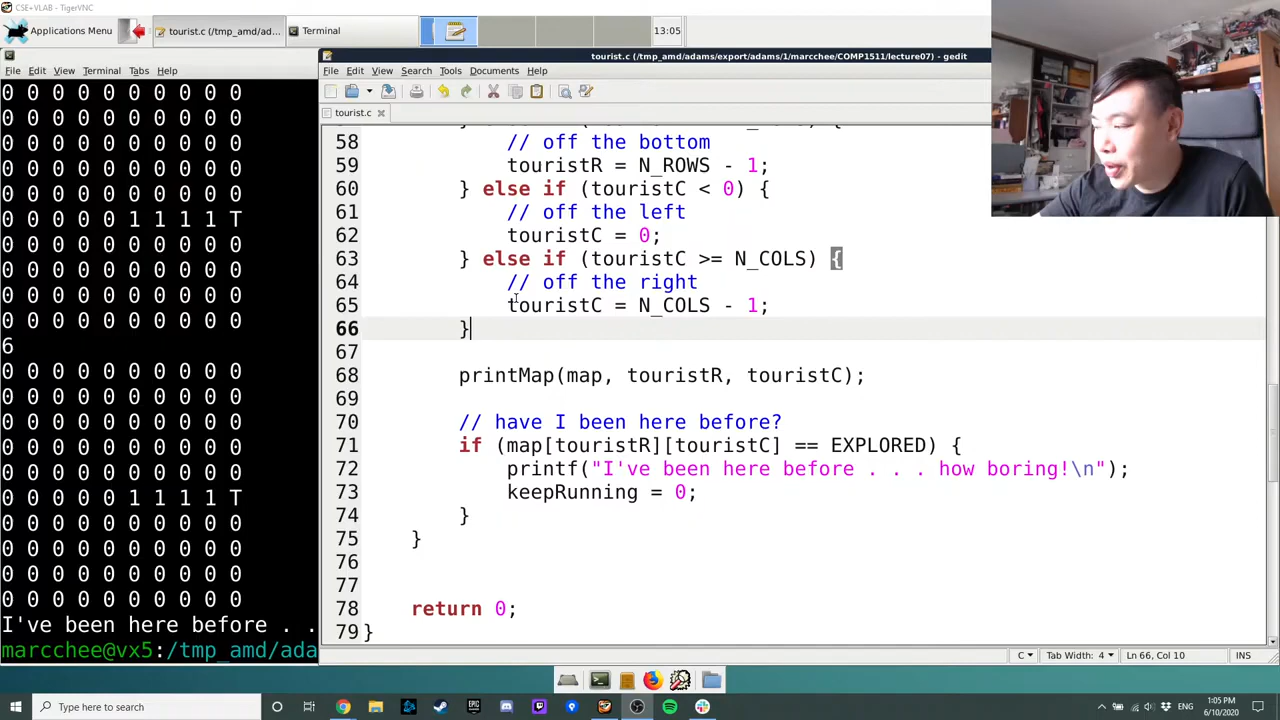 CSE+VLAB - TigerVNC
Applications Menu
tourist.c (/tmp_amd/ad...
Terminal
13:05
File Edit View Terminal Tabs Help
0 0 0 0 0 0 0 0 0 0
0 0 0 0 0 0 0 0 0 0
0 0 0 0 0 0 0 0 0 0
0 0 0 0 0 0 0 0 0 0
0 0 0 0 0 0 0 0 0 0
0 0 0 0 0 1 1 1 1 T
0 0 0 0 0 0 0 0 0 0
0 0 0 0 0 0 0 0 0 0
0 0 0 0 0 0 0 0 0 0
0 0 0 0 0 0 0 0 0 0
6
0 0 0 0 0 0 0 0 0 0
0 0 0 0 0 0 0 0 0 0
0 0 0 0 0 0 0 0 0 0
0 0 0 0 0 0 0 0 0 0
0 0 0 0 0 0 0 0 0 0
0 0 0 0 0 1 1 1 1 T
0 0 0 0 0 0 0 0 0 0
0 0 0 0 0 0 0 0 0 0
0 0 0 0 0 0 0 0 0 0
0 0 0 0 0 0 0 0 0 0
I've been here before . .
marcchee@vx5:/tmp_amd/ada
tourist.c (/tmp_amd/adams/export/adams/1/marcchee/COMP1511/lecture07) - gedit
File Edit View Search Tools Documents Help
tourist.c
58 // off the bottom
59 touristR = N_ROWS - 1;
60 } else if (touristC < 0) {
61 // off the left
62 touristC = 0;
63 } else if (touristC >= N_COLS) {
64 // off the right
65 touristC = N_COLS - 1;
66 }
67
68 printMap(map, touristR, touristC);
69
70 // have I been here before?
71 if (map[touristR][touristC] == EXPLORED) {
72 printf("I've been here before . . . how boring!\n");
73 keepRunning = 0;
74 }
75 }
76
77
78 return 0;
79 }
C Tab Width: 4 Ln 66, Col 10 INS
Type here to search
1:05 PM
6/10/2020